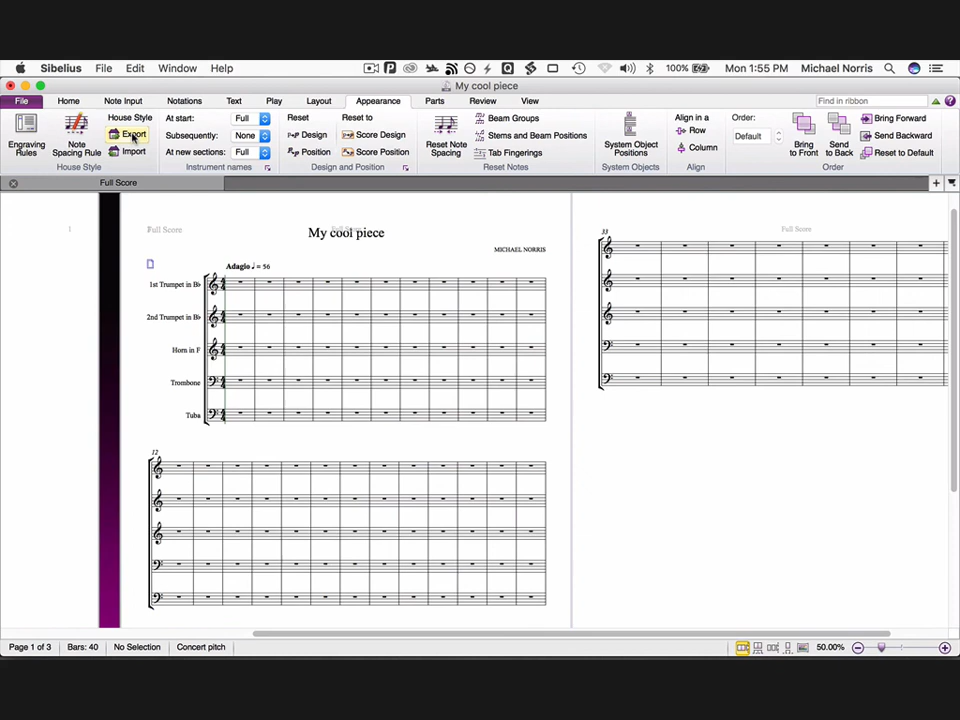 Sibelius File Edit Window Help 100% Mon 1:55 PM Michael Norris
My cool piece
File Home Note Input Notations Text Play Layout Appearance Parts Review View Find in ribbon
House Style At start: Full Reset Reset to Beam Groups Align in a Order: Bring Forward
Export Subsequently: None Design Score Design Stems and Beam Positions Row Default Send Backward
Engraving Rules Note Spacing Rule Import At new sections: Full Position Score Position Reset Note Spacing Tab Fingerings System Object Positions Column Bring to Front Send to Back Reset to Default
House Style Instrument names Design and Position Reset Notes System Objects Align Order
Full Score
1 Full Score My cool piece Full Score
33
MICHAEL NORRIS
Adagio ♩ = 56
1st Trumpet in B♭
2nd Trumpet in B♭
Horn in F
Trombone
Tuba
12
Page 1 of 3 Bars: 40 No Selection Concert pitch 50.00%